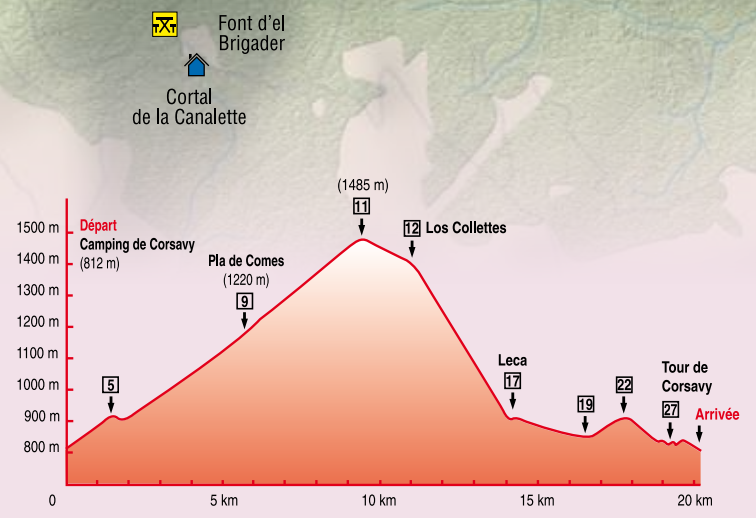 Font d'el
Brigader
Cortal
de la Canalette
(1485 m)
11
1500 m
Départ
12 Los Collettes
Camping de Corsavy
1400 m
(812 m)
Pla de Comes
(1220 m)
1300 m
9
1200 m
1100 m
Leca
Tour de
Corsavy
1000 m
5
17
22
19
27
Arrivée
900 m
800 m
0
5 km
10 km
15 km
20 km